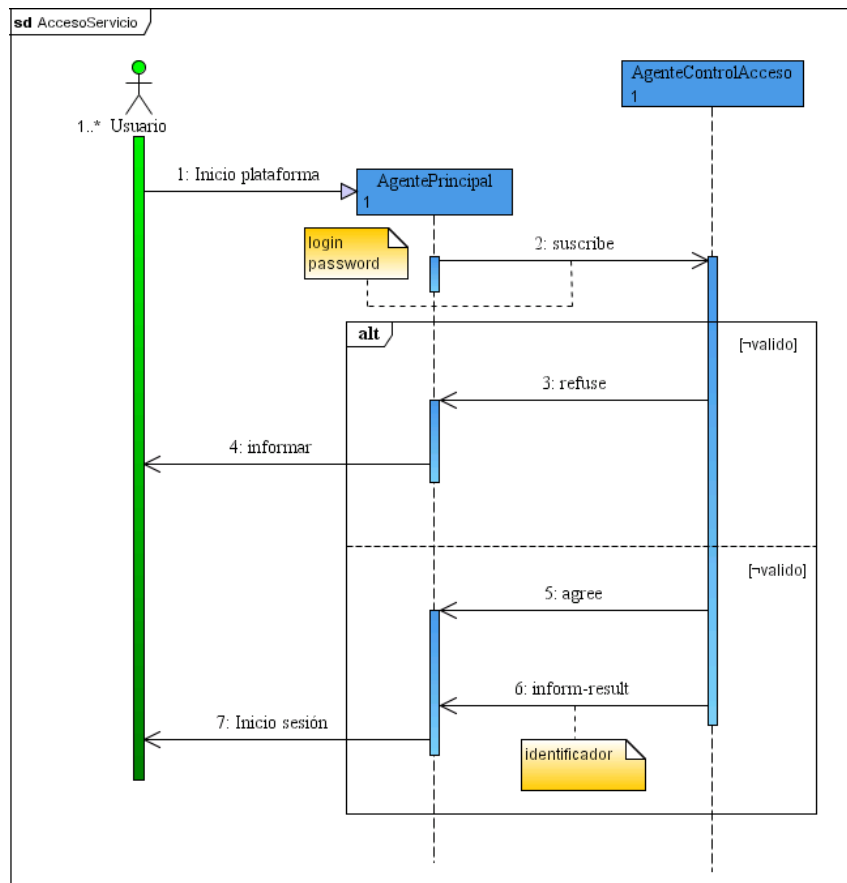 sd AccesoServicio
AgenteControlAcceso
1
1..* Usuario
1: Inicio plataforma
AgentePrincipal
1
login
password
2: suscribe
alt
[¬valido]
3: refuse
4: informar
[¬valido]
5: agree
6: inform-result
7: Inicio sesión
identificador